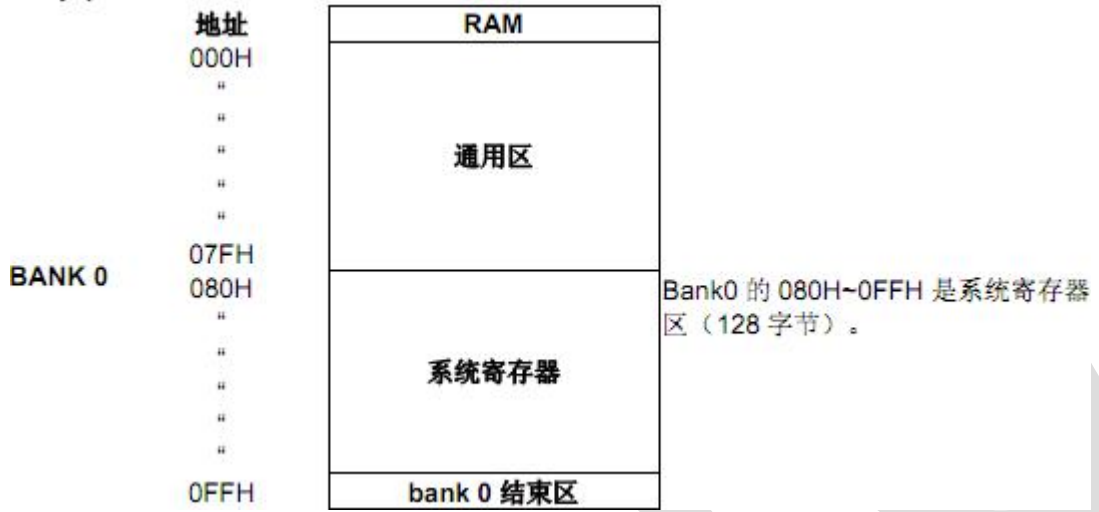 地址 RAM
000H
“
“
“
通用区
“
“
07FH
BANK 0
080H
Bank0 的 080H~0FFH 是系统寄存器
区（128 字节）。
“
“
系统寄存器
“
“
“
0FFH bank 0 结束区